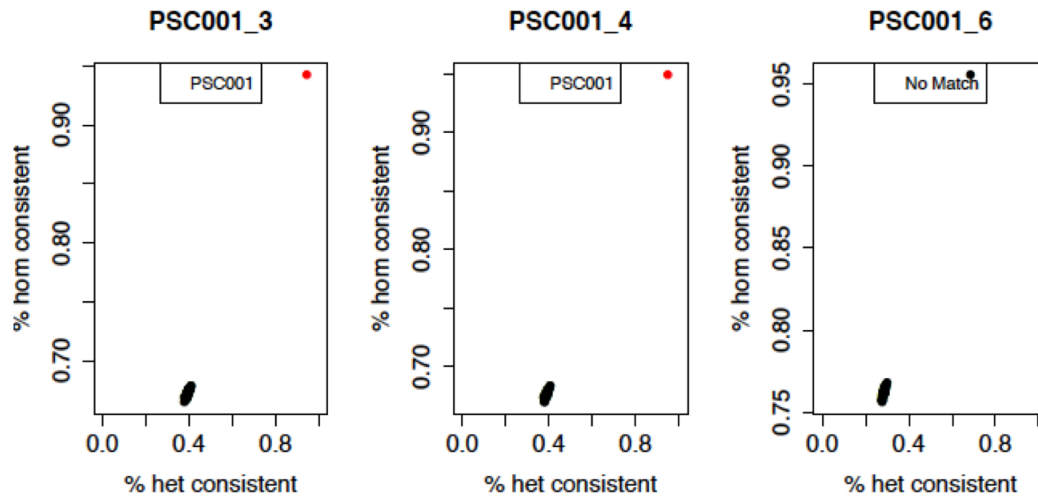 PSC001_3 PSC001_4 PSC001_6
PSC001 PSC001 No Match
% hom consistent
0.90
0.80
0.70
0.0 0.4 0.8
% het consistent
% hom consistent
0.90
0.80
0.70
0.0 0.4 0.8
% het consistent
% hom consistent
0.95
0.90
0.85
0.80
0.75
0.0 0.4 0.8
% het consistent